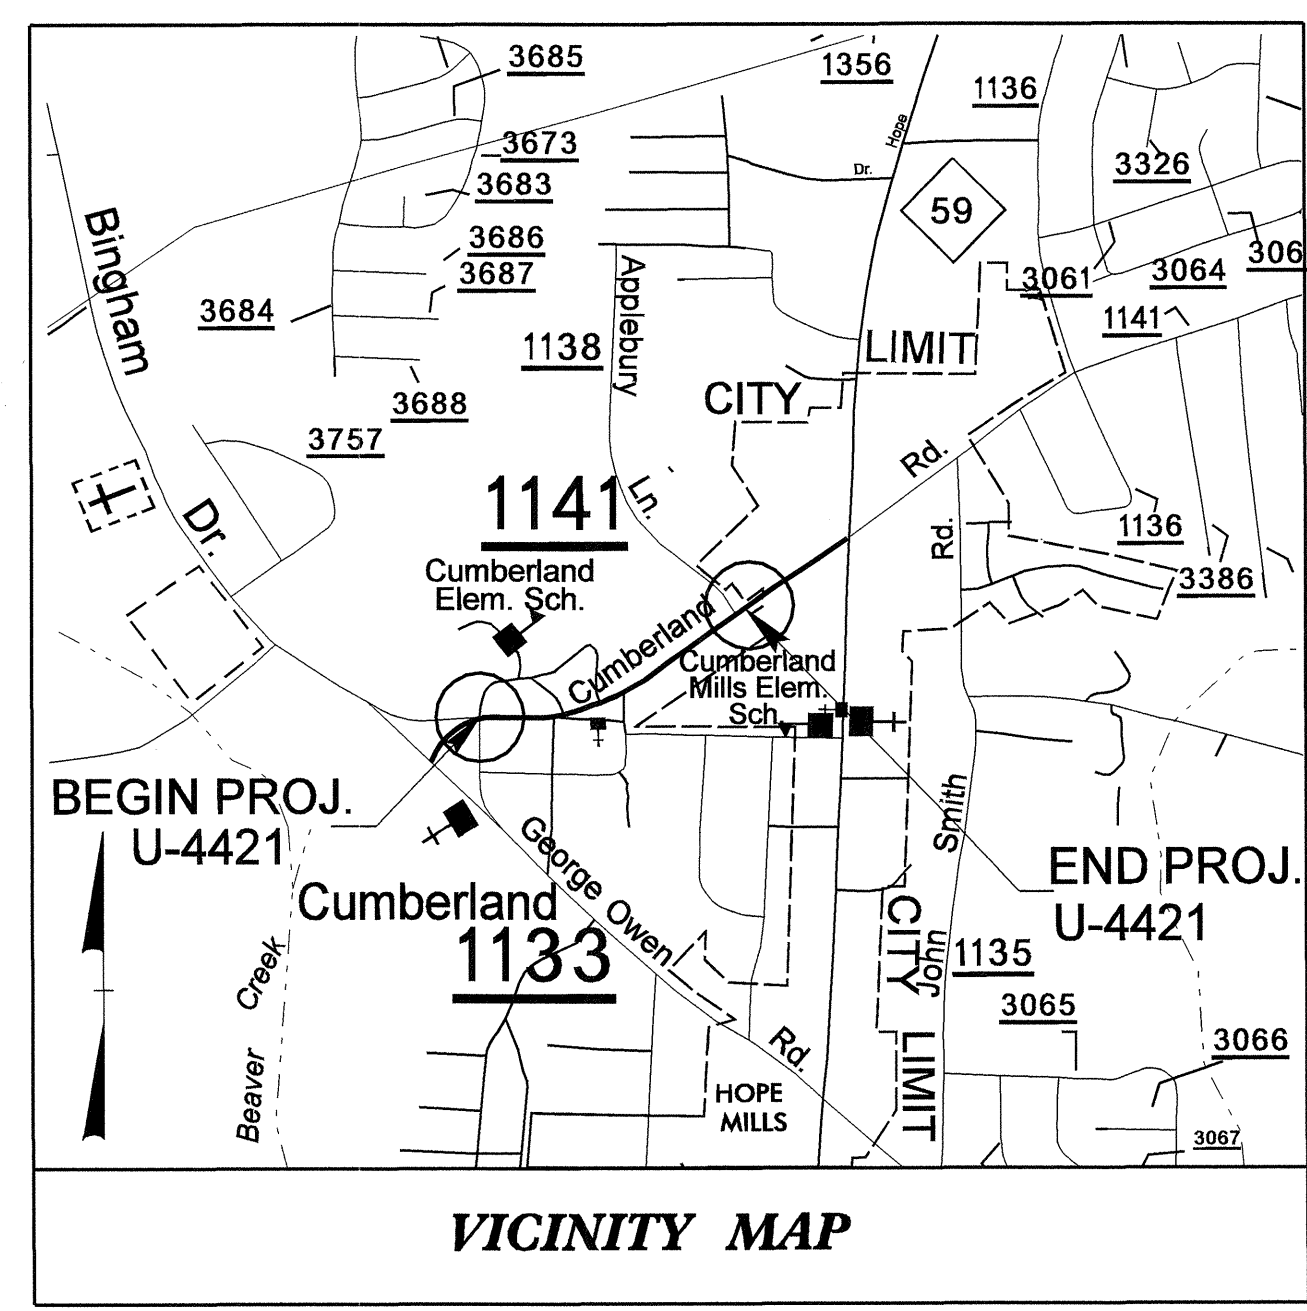 3685
1356
1136
3673
3326
3683
Hope
Dr.
59
Bingham
Dr.
3686
3687
3684
Applebury
Ln.
1138
3061
3064
306
1141
LIMIT
CITY
3688
3757
Rd.
1141
Rd.
1136
3386
Cumberland
Elem. Sch.
Cumberland
Cumberland
Mills Elem.
Sch.
BEGIN PROJ.
U-4421
George Owen
Rd.
Smith
John
END PROJ.
U-4421
Cumberland
1133
CITY LIMIT
1135
3065
3066
Beaver Creek
HOPE
MILLS
3067
VICINITY MAP